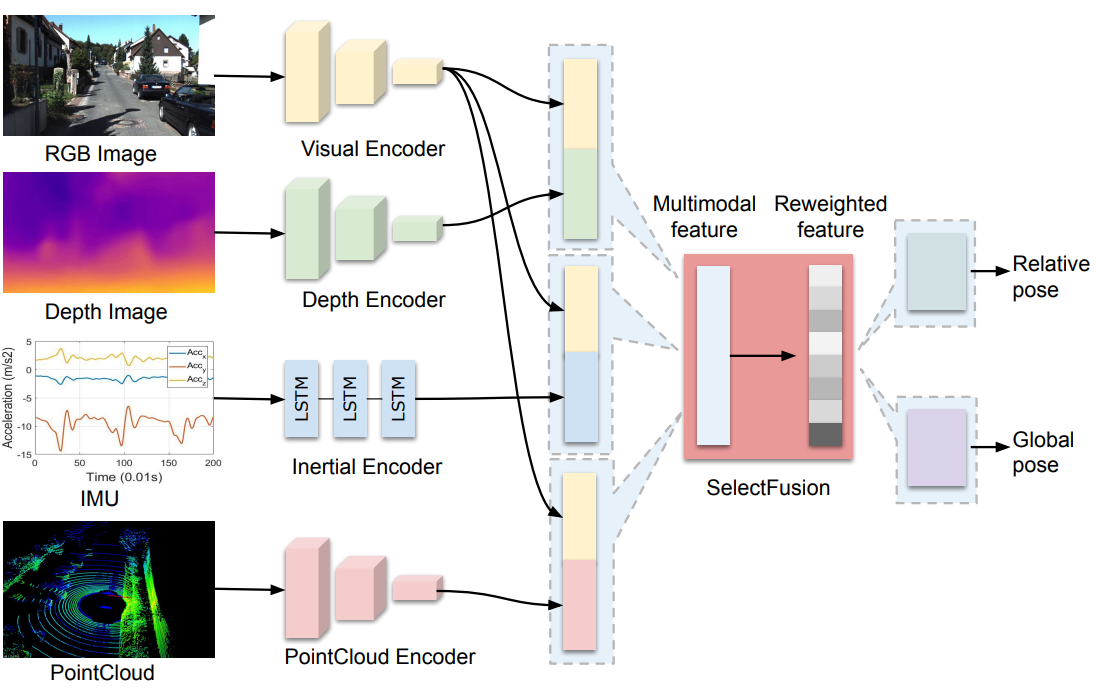 RGB Image
Visual Encoder
Depth Image
Depth Encoder
Acceleration (m/s2)
5
0
-5
-10
-15
0
50
100
150
200
Time (0.01s)
Acc_x
Acc_y
Acc_z
IMU
LSTM
LSTM
LSTM
Inertial Encoder
PointCloud
PointCloud Encoder
Multimodal
feature
Reweighted
feature
SelectFusion
Relative
pose
Global
pose